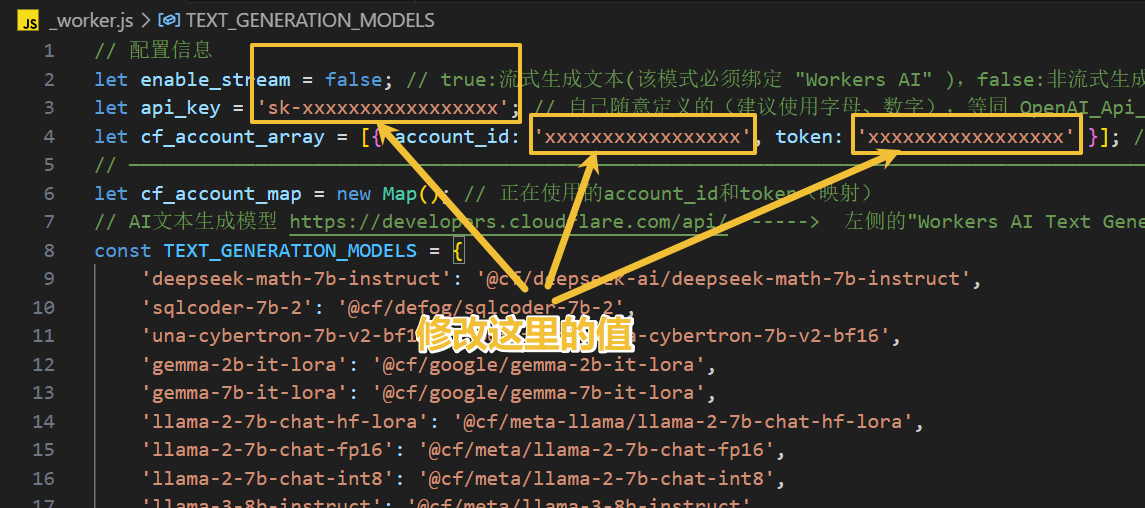 JS _worker.js > TEXT_GENERATION_MODELS
1 // 配置信息
2 let enable_stream = false; // true:流式生成文本(该模式必须绑定 "Workers AI" ), false:非流式生成
3 let api_key = 'sk-xxxxxxxxxxxxxxxxx'; // 自己随意定义的（建议使用字母、数字），等同 OpenAI_Api_
4 let cf_account_array = [{ account_id: 'xxxxxxxxxxxxxxxxx', token: 'xxxxxxxxxxxxxxxxx' }]; //
5 //
6 let cf_account_map = new Map(); // 正在使用的account_id和token（映射）
7 // AI文本生成模型 https://developers.cloudflare.com/api/ -----> 左侧的"Workers AI Text Gene
8 const TEXT_GENERATION_MODELS = {
9 'deepseek-math-7b-instruct': '@cf/deepseek-ai/deepseek-math-7b-instruct',
10 'sqlcoder-7b-2': '@cf/defog/sqlcoder-7b-2',
11 'una-cybertron-7b-v2-bf1 una-cybertron-7b-v2-bf16',
修改这里的值
12 'gemma-2b-it-lora': '@cf/google/gemma-2b-it-lora',
13 'gemma-7b-it-lora': '@cf/google/gemma-7b-it-lora',
14 'llama-2-7b-chat-hf-lora': '@cf/meta-llama/llama-2-7b-chat-hf-lora',
15 'llama-2-7b-chat-fp16': '@cf/meta/llama-2-7b-chat-fp16',
16 'llama-2-7b-chat-int8': '@cf/meta/llama-2-7b-chat-int8',
17 'llama-3-8b-instruct': '@cf/meta/llama-3-8b-instruct'